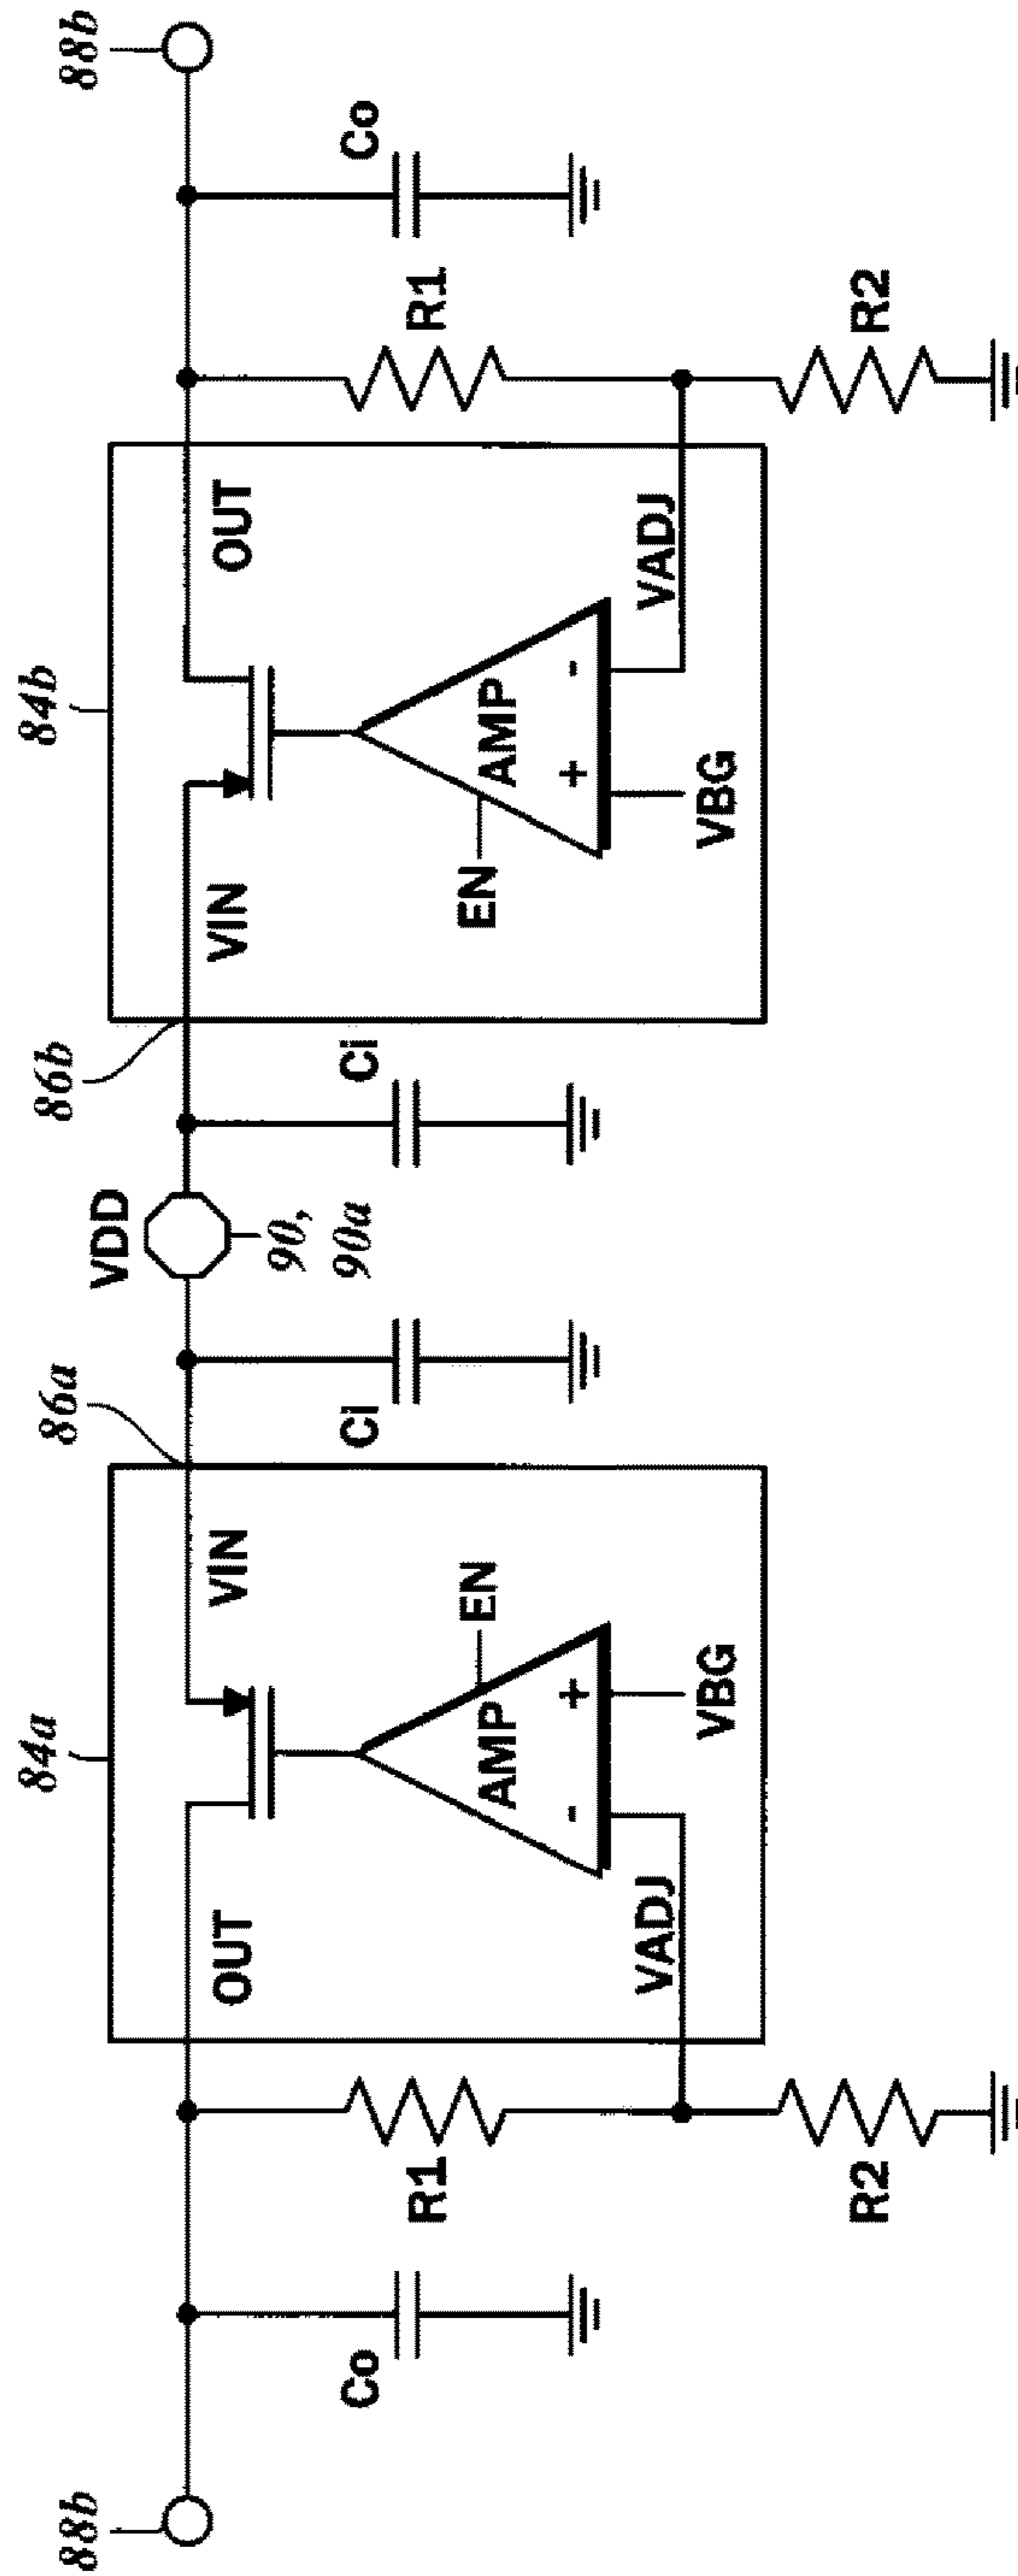 88b
84a
86a
VDD
86b
84b
88b
OUT
VIN
90,
90a
VIN
OUT
Co
R1
AMP
EN
Ci
Ci
EN
AMP
R1
Co
-
+
+
-
VADJ
VBG
VBG
VADJ
R2
R2